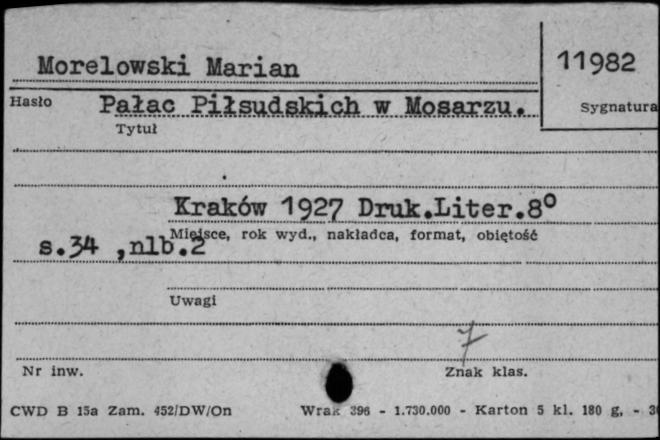 Morelowski Marian
11982
Hasło
Pałac Piłsudskich w Mosarzu.
Sygnatura
Tytuł
Kraków 1927 Druk.Liter.8°
Miejsce, rok wyd., nakładca, format, objętość
s.34 ,nlb.2
Uwagi
7
Nr inw.
Znak klas.
CWD B 15a Zam. 452/DW/On Wrak 396 - 1.730.000 - Karton 5 kl. 180 g, -